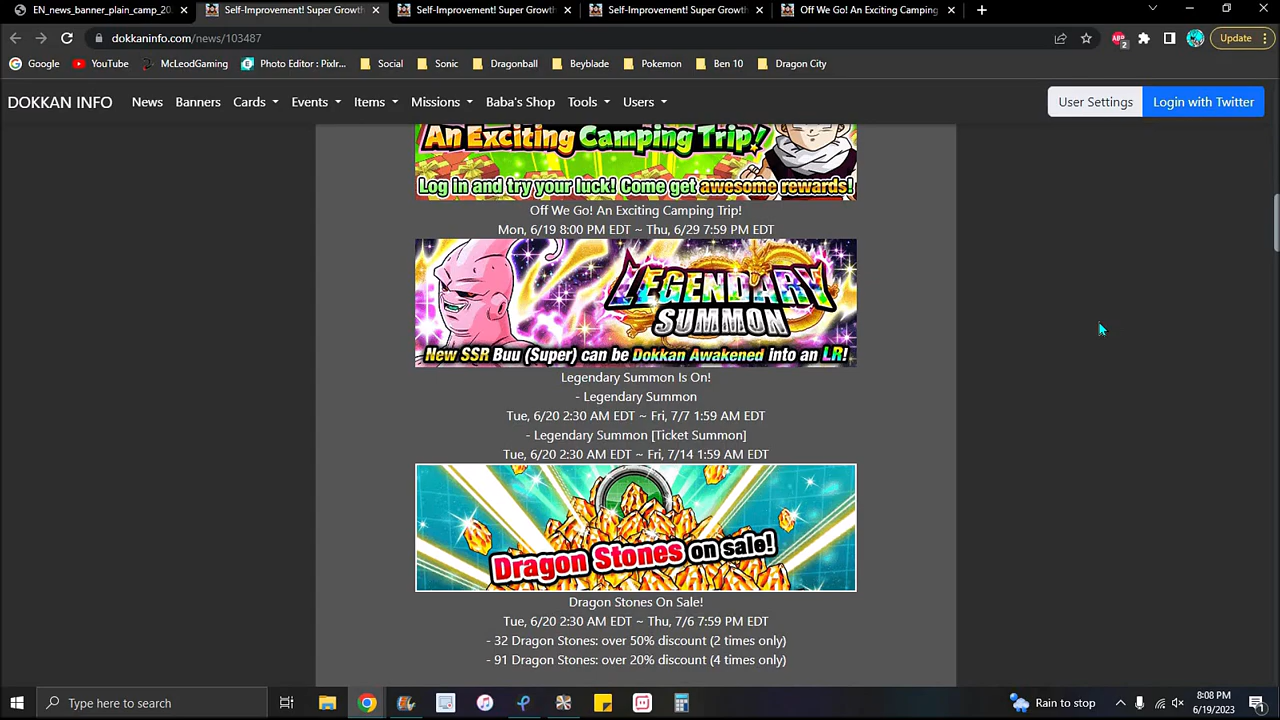 EN_news_banner_plain_camp_20
Self-Improvement! Super Growth
Self-Improvement! Super Growth
Self-Improvement! Super Growth
Off We Go! An Exciting Camping
dokkaninfo.com/news/103487
2
Update
Google
YouTube
McLeodGaming
Photo Editor : Pixlr...
Social
Sonic
Dragonball
Beyblade
Pokemon
Ben 10
Dragon City
DOKKAN INFO
News
Banners
Cards
Events
Items
Missions
Baba's Shop
Tools
Users
User Settings
Login with Twitter
An Exciting Camping Trip!
Log in and try your luck! Come get awesome rewards!
Off We Go! An Exciting Camping Trip!
Mon, 6/19 8:00 PM EDT ~ Thu, 6/29 7:59 PM EDT
LEGENDARY
SUMMON
New SSR Buu (Super) can be Dokkan Awakened into an LR!
Legendary Summon Is On!
- Legendary Summon
Tue, 6/20 2:30 AM EDT ~ Fri, 7/7 1:59 AM EDT
- Legendary Summon [Ticket Summon]
Tue, 6/20 2:30 AM EDT ~ Fri, 7/14 1:59 AM EDT
Dragon Stones on sale!
Dragon Stones On Sale!
Tue, 6/20 2:30 AM EDT ~ Thu, 7/6 7:59 PM EDT
- 32 Dragon Stones: over 50% discount (2 times only)
- 91 Dragon Stones: over 20% discount (4 times only)
Type here to search
Rain to stop
8:08 PM
6/19/2023